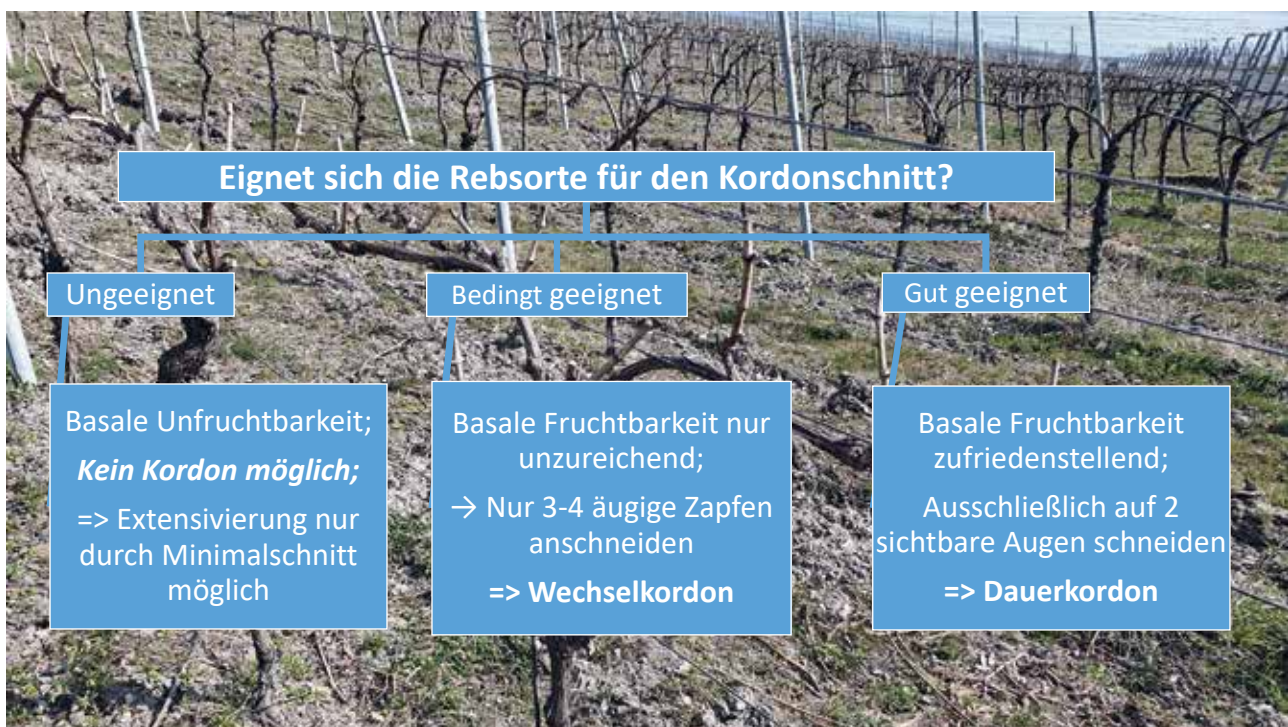 Eignet sich die Rebsorte für den Kordonschnitt?
Ungeeignet
Basale Unfruchtbarkeit;
Kein Kordon möglich;
=> Extensivierung nur
durch Minimalschnitt
möglich
Bedingt geeignet
Basale Fruchtbarkeit nur
unzureichend;
→ Nur 3-4 äugige Zapfen
anschneiden
=> Wechselkordon
Gut geeignet
Basale Fruchtbarkeit
zufriedenstellend;
Ausschließlich auf 2
sichtbare Augen schneiden
=> Dauerkordon